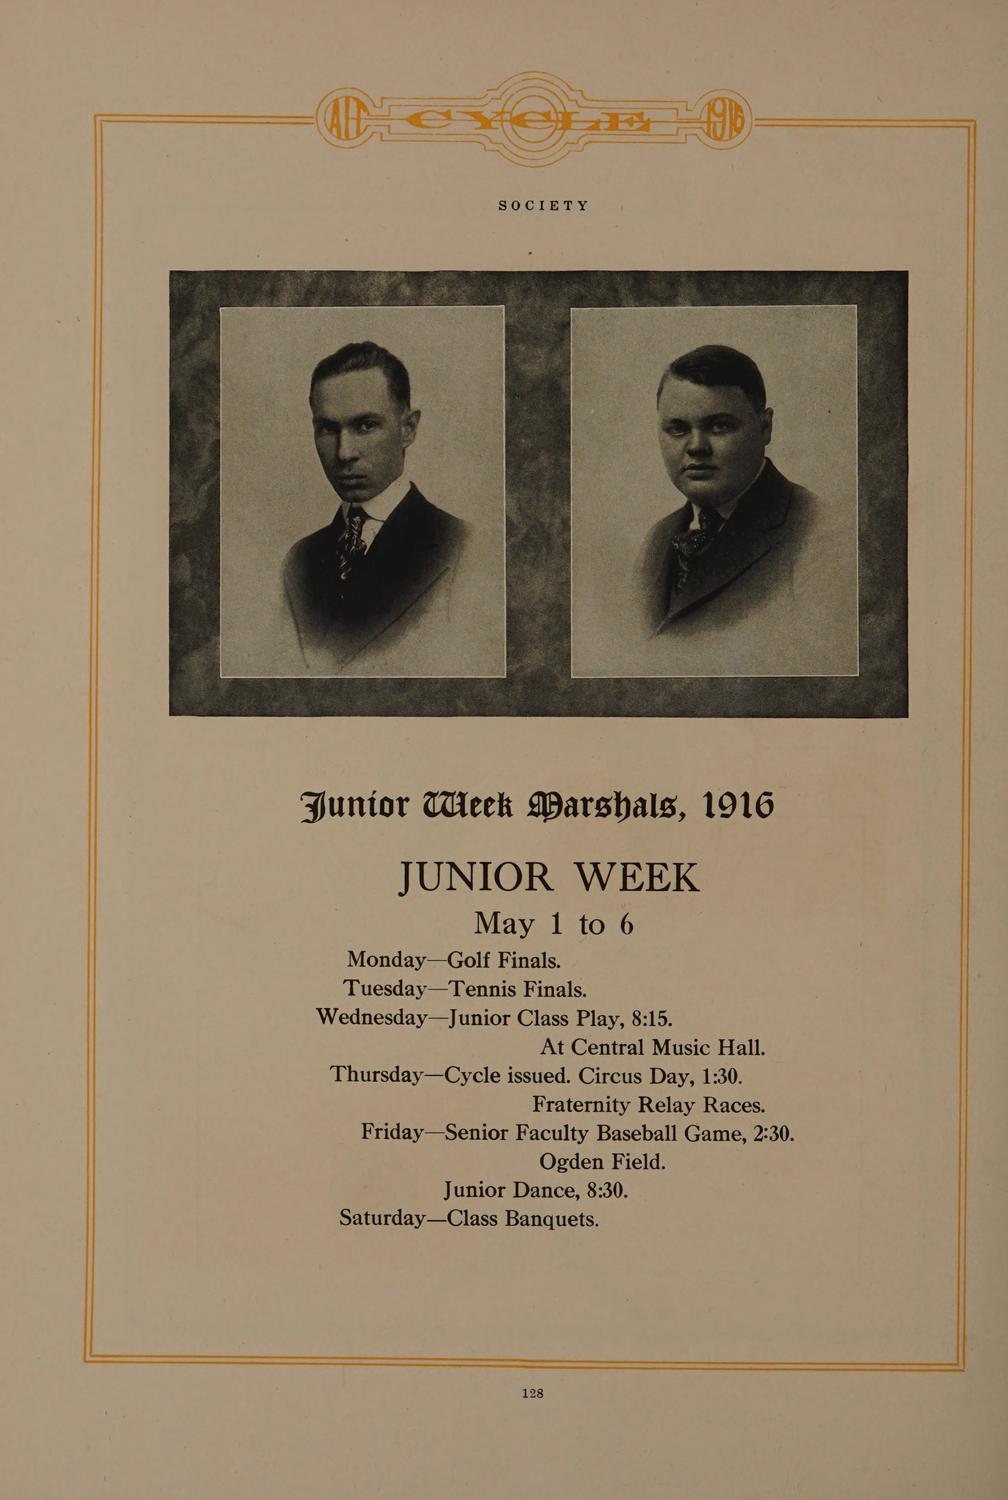 AIT CYCLE 1916
SOCIETY
Junior Week Marshals, 1916
JUNIOR WEEK
May 1 to 6
Monday—Golf Finals.
Tuesday—Tennis Finals.
Wednesday—Junior Class Play, 8:15.
At Central Music Hall.
Thursday—Cycle issued. Circus Day, 1:30.
Fraternity Relay Races.
Friday—Senior Faculty Baseball Game, 2:30.
Ogden Field.
Junior Dance, 8:30.
Saturday—Class Banquets.
128